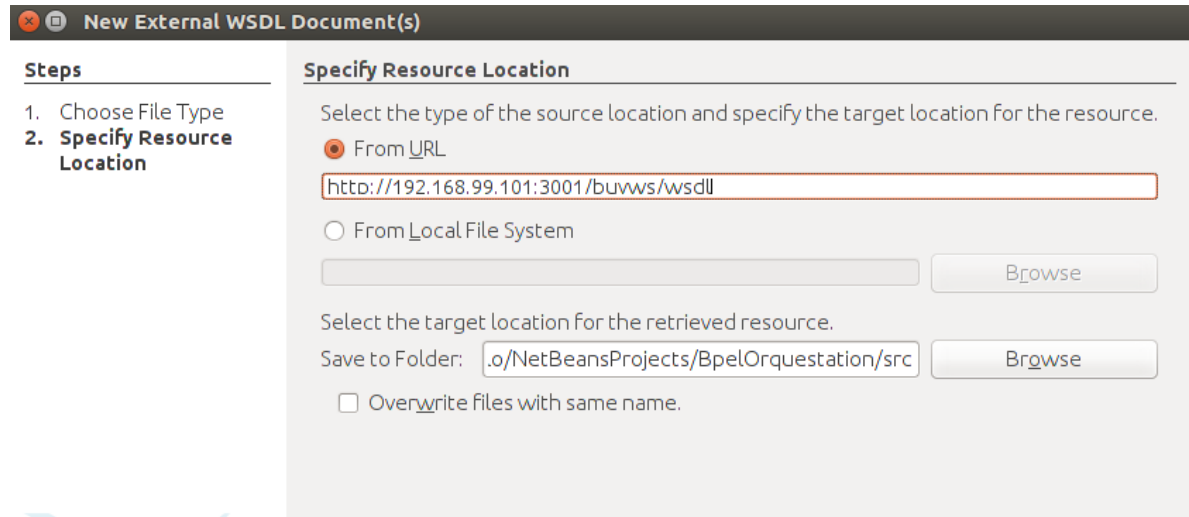 New External WSDL Document(s)
Steps
1. Choose File Type
2. Specify Resource
Location
Specify Resource Location
Select the type of the source location and specify the target location for the resource.
From URL
http://192.168.99.101:3001/buyws/wsdl
From Local File System
Browse
Select the target location for the retrieved resource.
Save to Folder: .o/NetBeansProjects/BpelOrquestation/src Browse
Overwrite files with same name.